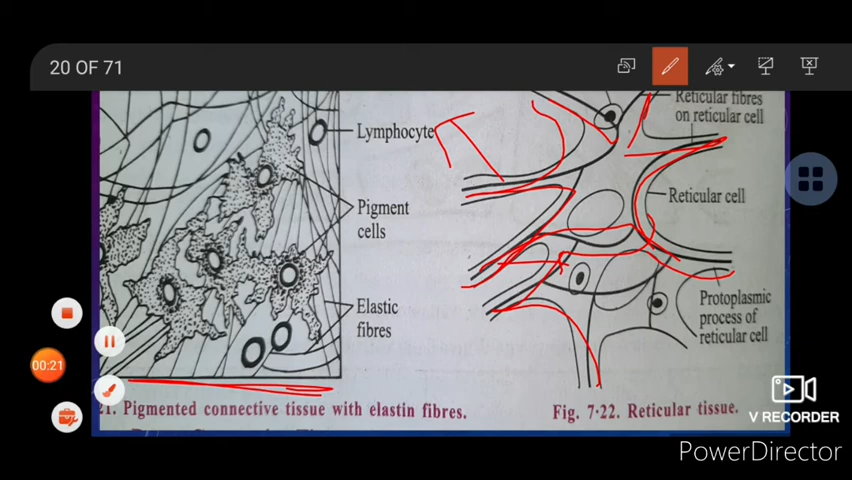 20 OF 71
Reticular fibres
on reticular cell
Lymphocyte
Reticular cell
Pigment
cells
Elastic
fibres
Protoplasmic
process of
reticular cell
00:21
21. Pigmented connective tissue with elastin fibres.
Fig. 7·22. Reticular tissue.
V RECORDER
PowerDirector